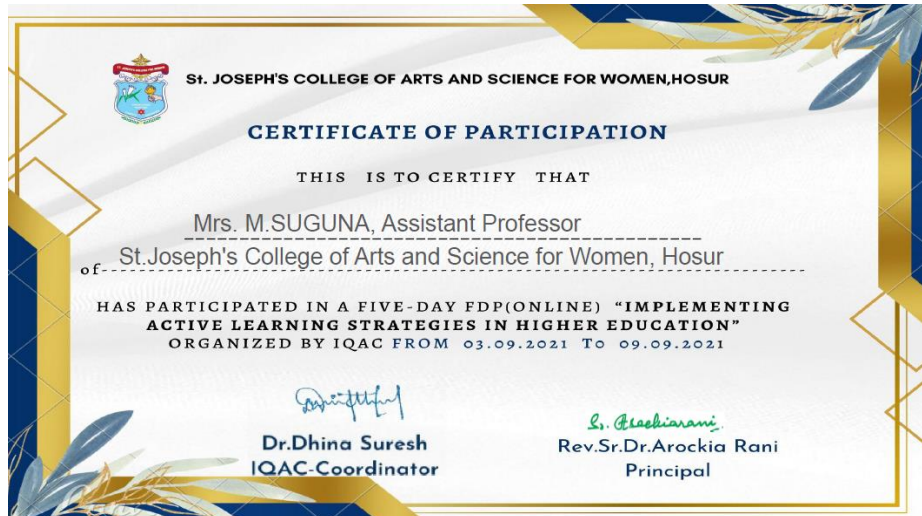 St. JOSEPH'S COLLEGE OF ARTS AND SCIENCE FOR WOMEN,HOSUR
CERTIFICATE OF PARTICIPATION
THIS IS TO CERTIFY THAT
Mrs. M.SUGUNA, Assistant Professor
of St.Joseph's College of Arts and Science for Women, Hosur
HAS PARTICIPATED IN A FIVE-DAY FDP(ONLINE) “IMPLEMENTING
ACTIVE LEARNING STRATEGIES IN HIGHER EDUCATION”
ORGANIZED BY IQAC FROM 03.09.2021 TO 09.09.2021
Dr.Dhina Suresh
IQAC-Coordinator
Rev.Sr.Dr.Arockia Rani
Principal